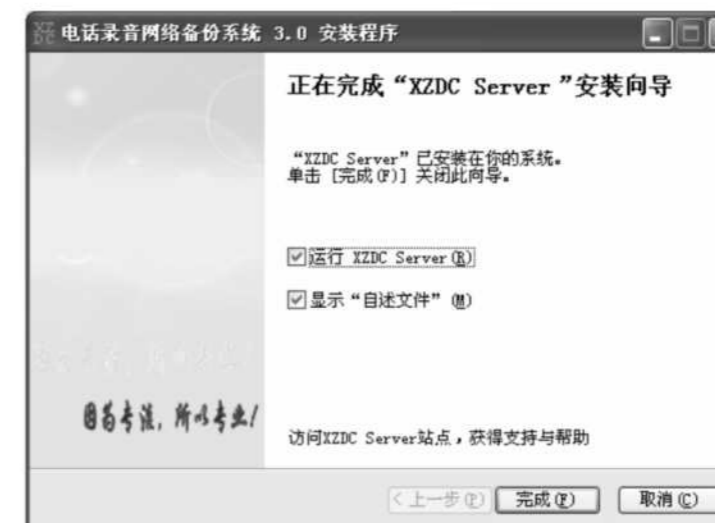 电话录音网络备份系统 3.0 安装程序
正在完成“XZDC Server”安装向导
“XZDC Server”已安装在你的系统。
单击 [完成(F)] 关闭此向导。
运行 XZDC Server(R)
显示“自述文件” (M)
因为专注, 所以专业!
访问XZDC Server站点，获得支持与帮助
<上一步(P) 完成(F) 取消(C)